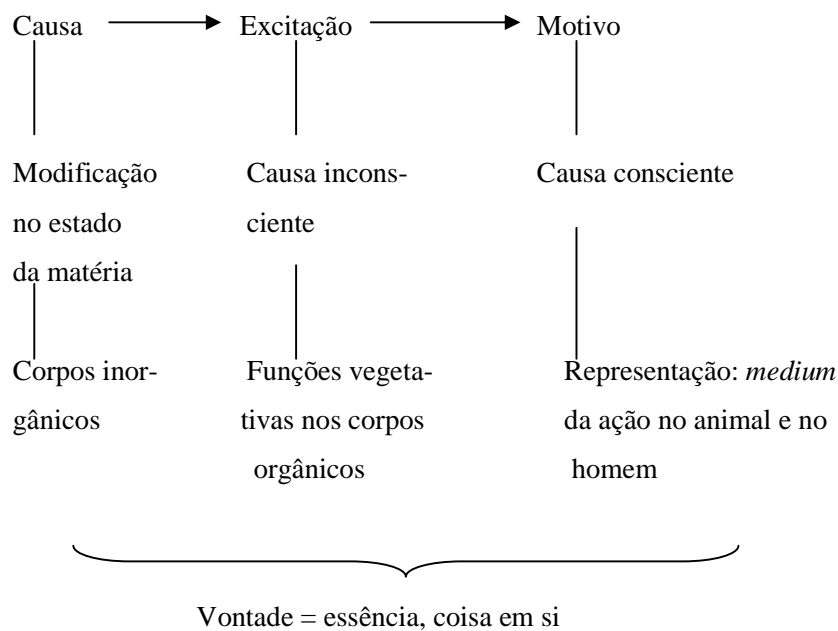 Causa Excitação Motivo
Modificação
no estado
da matéria
Causa incons-
ciente
Causa consciente
Corpos inor-
gânicos
Funções vegeta-
tivas nos corpos
orgânicos
Representação: medium
da ação no animal e no
homem
Vontade = essência, coisa em si